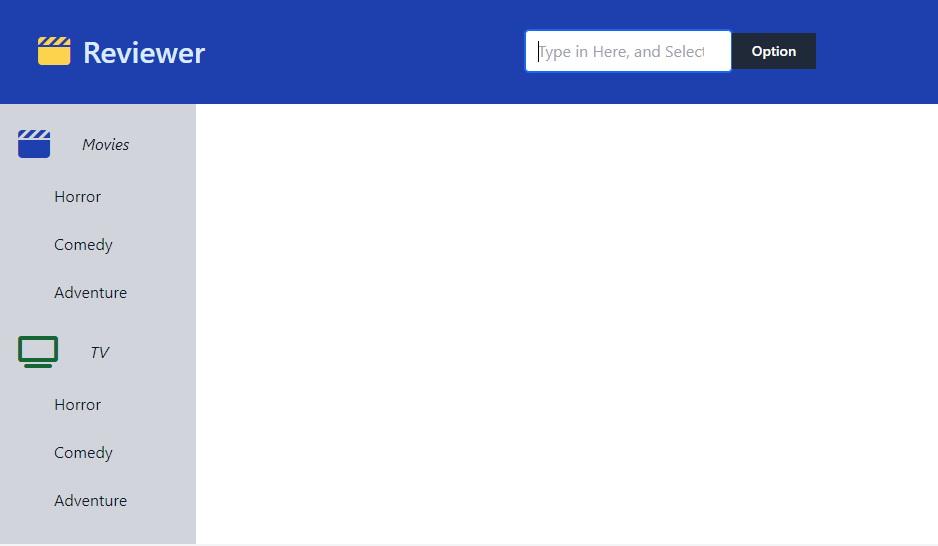 Reviewer
Type in Here, and Select
Option
Movies
Horror
Comedy
Adventure
TV
Horror
Comedy
Adventure